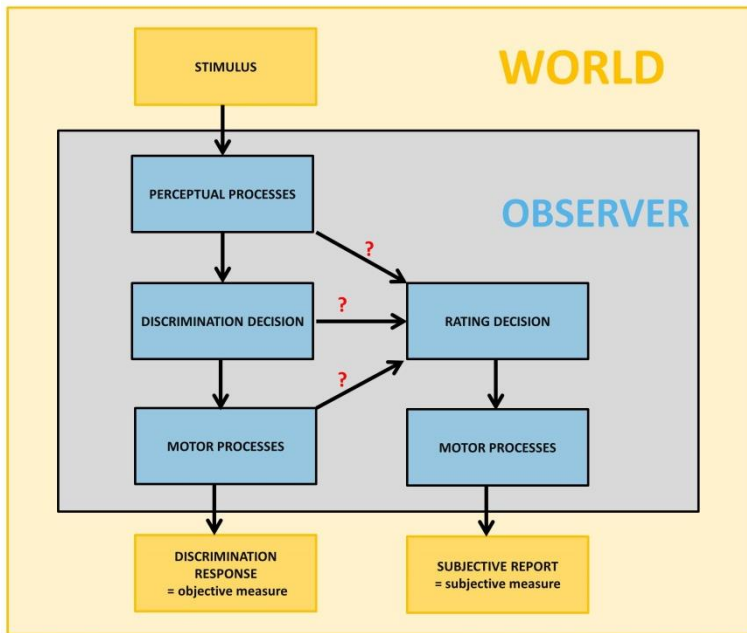 STIMULUS
WORLD
PERCEPTUAL PROCESSES
OBSERVER
?
DISCRIMINATION DECISION
?
RATING DECISION
?
MOTOR PROCESSES
MOTOR PROCESSES
DISCRIMINATION
RESPONSE
= objective measure
SUBJECTIVE REPORT
= subjective measure